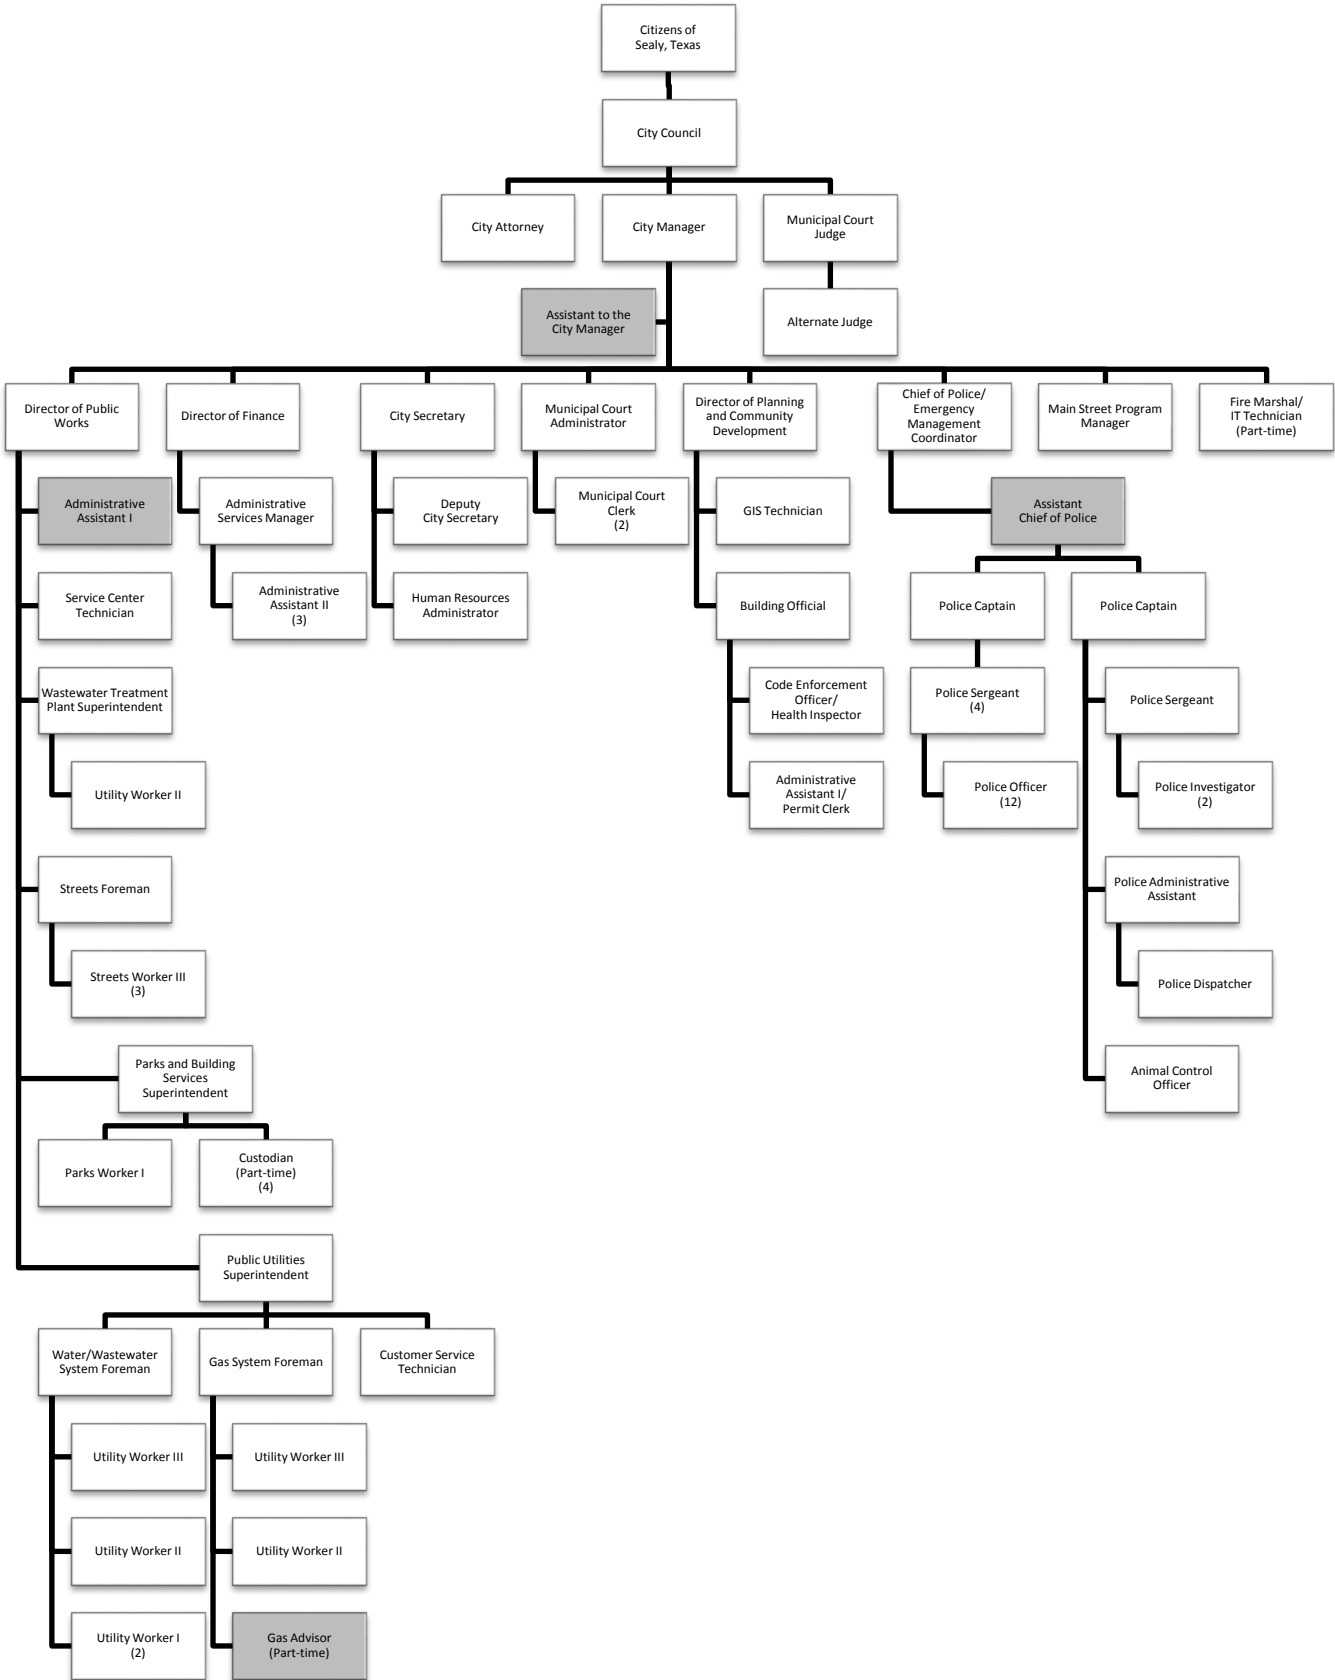 Citizens of
Sealy, Texas
City Council
City Attorney
City Manager
Municipal Court
Judge
Assistant to the
City Manager
Alternate Judge
Director of Public
Works
Director of Finance
City Secretary
Municipal Court
Administrator
Director of Planning
and Community
Development
Chief of Police/
Emergency
Management
Coordinator
Main Street Program
Manager
Fire Marshal/
IT Technician
(Part-time)
Administrative
Assistant I
Administrative
Services Manager
Deputy
City Secretary
Municipal Court
Clerk
(2)
GIS Technician
Assistant
Chief of Police
Service Center
Technician
Administrative
Assistant II
(3)
Human Resources
Administrator
Building Official
Police Captain
Police Captain
Wastewater Treatment
Plant Superintendent
Code Enforcement
Officer/
Health Inspector
Police Sergeant
(4)
Police Sergeant
Utility Worker II
Administrative
Assistant I/
Permit Clerk
Police Officer
(12)
Police Investigator
(2)
Streets Foreman
Police Administrative
Assistant
Streets Worker III
(3)
Police Dispatcher
Parks and Building
Services
Superintendent
Animal Control
Officer
Parks Worker I
Custodian
(Part-time)
(4)
Public Utilities
Superintendent
Water/Wastewater
System Foreman
Gas System Foreman
Customer Service
Technician
Utility Worker III
Utility Worker III
Utility Worker II
Utility Worker II
Utility Worker I
(2)
Gas Advisor
(Part-time)